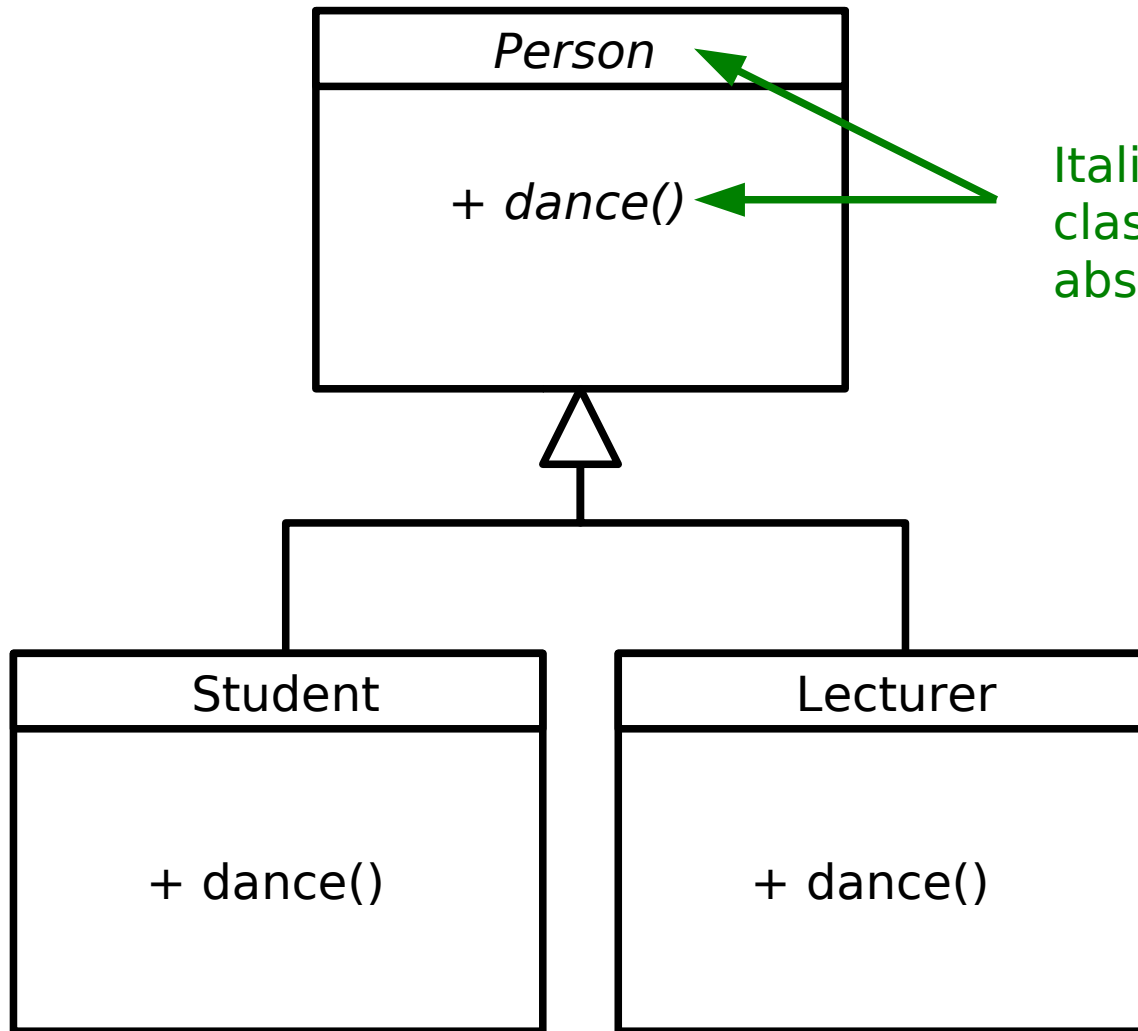 Person
+ dance()
Student
+ dance()
Lecturer
+ dance()